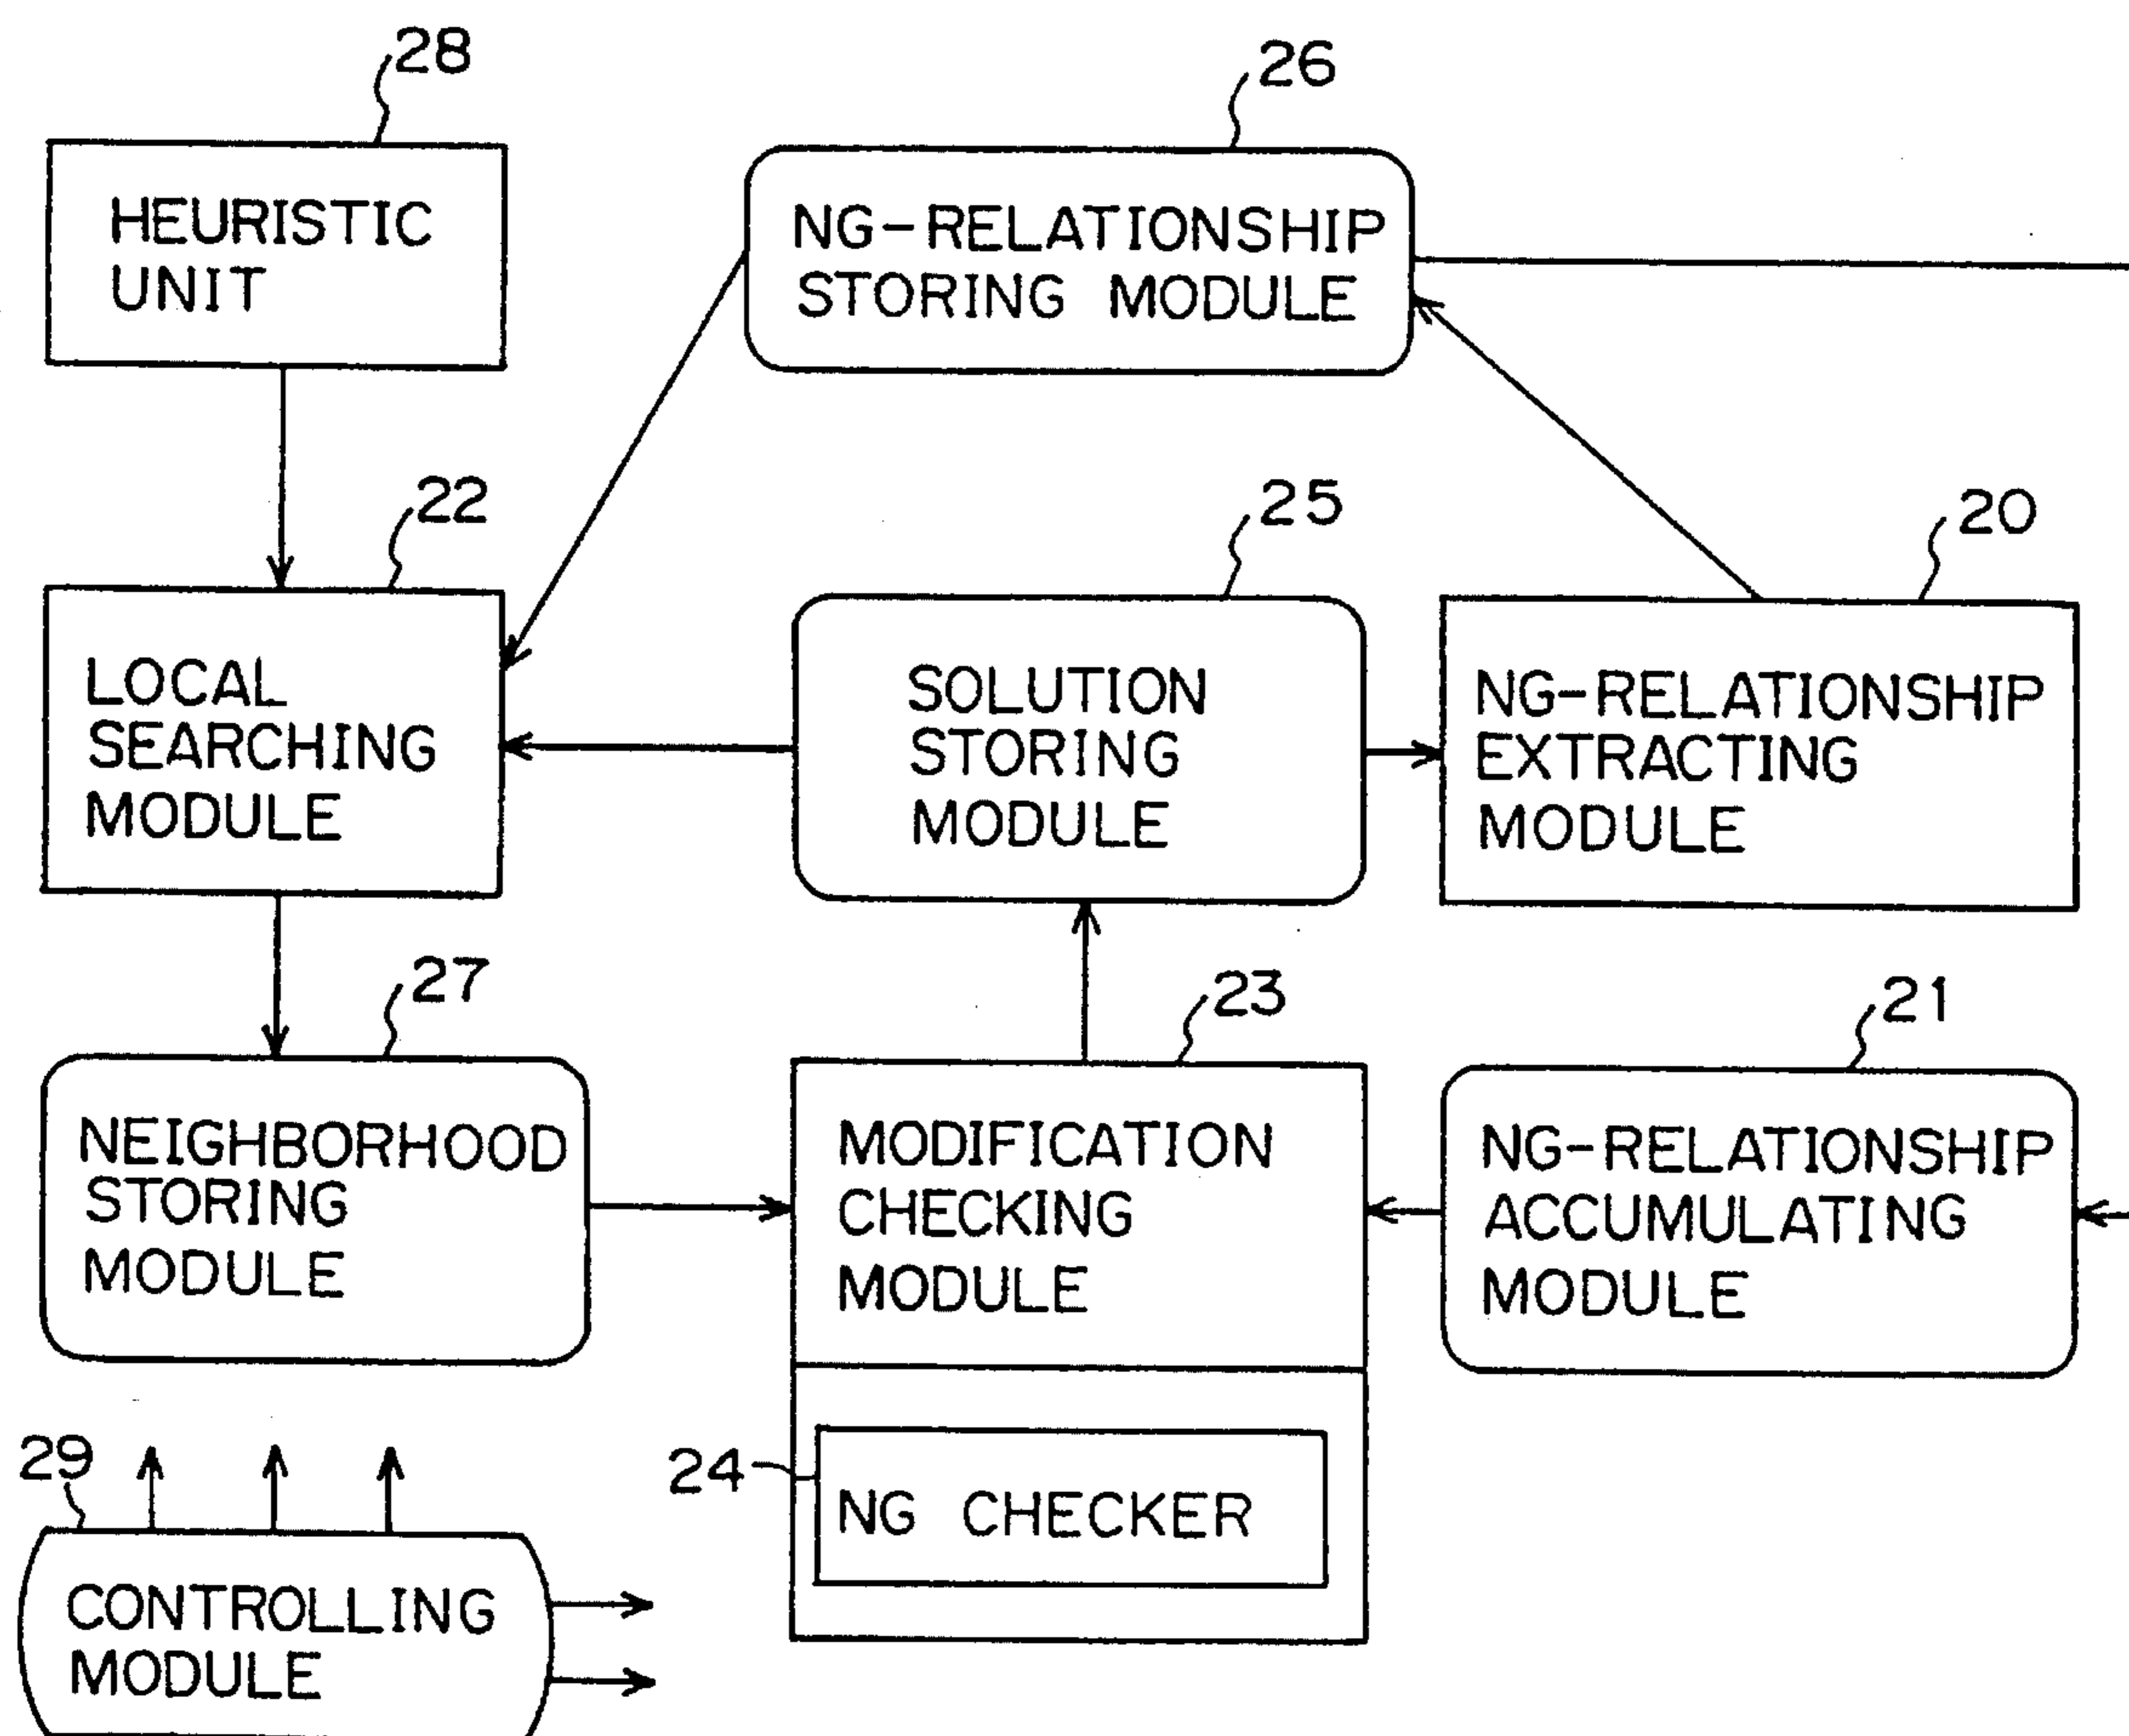 28
HEURISTIC
UNIT
26
NG-RELATIONSHIP
STORING MODULE
22
LOCAL
SEARCHING
MODULE
25
SOLUTION
STORING
MODULE
20
NG-RELATIONSHIP
EXTRACTING
MODULE
27
NEIGHBORHOOD
STORING
MODULE
23
MODIFICATION
CHECKING
MODULE
21
NG-RELATIONSHIP
ACCUMULATING
MODULE
24
NG CHECKER
29
CONTROLLING
MODULE